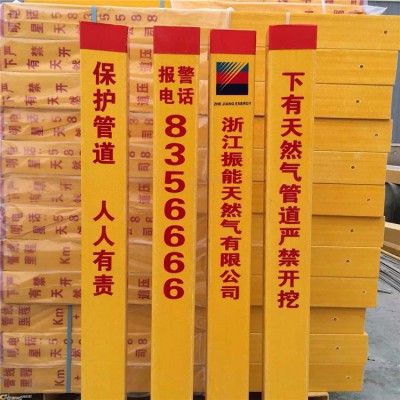 保护管道 人人有责
报警
电话
8356666
ZHE JIANG ENERGY
浙江振能天然气有限公司
下有天然气管道严禁开挖